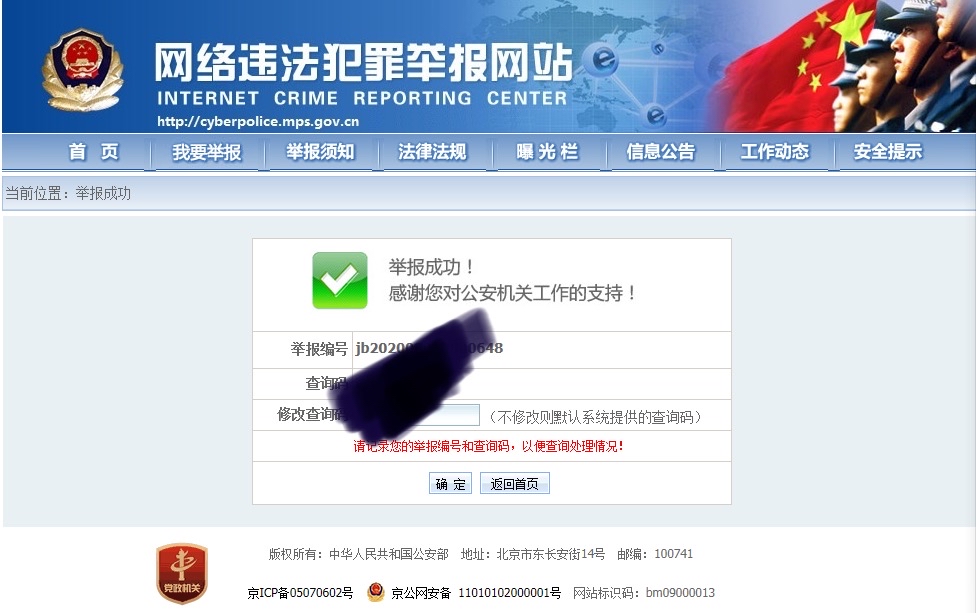 网络违法犯罪举报网站
INTERNET CRIME REPORTING CENTER
http://cyberpolice.mps.gov.cn
首 页 我要举报 举报须知 法律法规 曝光栏 信息公告 工作动态 安全提示
当前位置：举报成功
举报成功！
感谢您对公安机关工作的支持！
举报编号 jb2020 0648
查询码
修改查询码 （不修改则默认系统提供的查询码）
请记录您的举报编号和查询码，以便查询处理情况！
确 定 返回首页
版权所有：中华人民共和国公安部 地址：北京市东长安街14号 邮编：100741
党政机关
京ICP备05070602号 京公网安备 11010102000001号 网站标识码：bm09000013